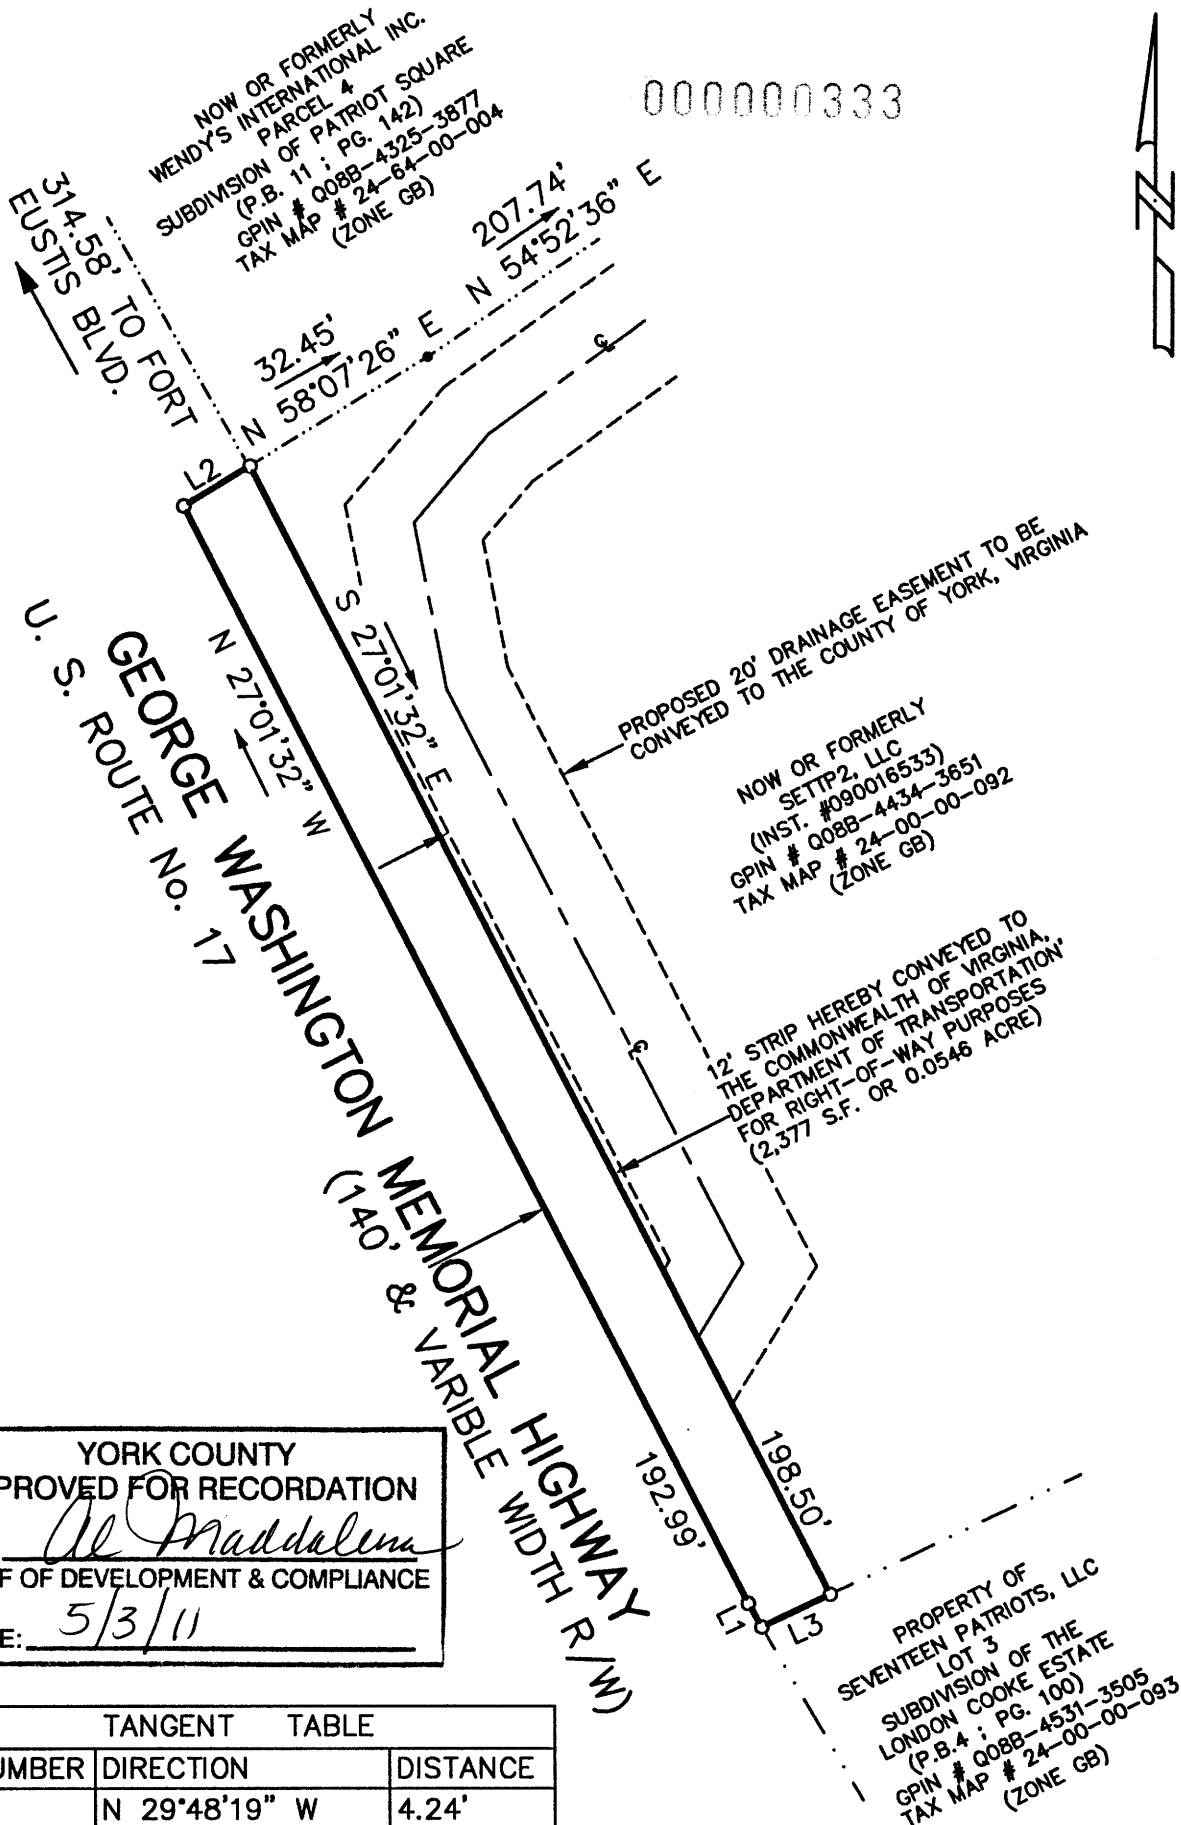 NOW OR FORMERLY
WENDY'S INTERNATIONAL INC.
PARCEL 4
SUBDIVISION OF PATRIOT SQUARE
(P.B. 11 ; PG. 142)
GPIN # Q08B-4325-3877
TAX MAP # 24-64-00-004
(ZONE GB)
000000333
N
314.58' TO FORT
EUSTIS BLVD.
207.74'
N 54°52'36" E
32.45'
N 58°07'26" E
L2
℄
S 27°01'32" E
N 27°01'32" W
U. S. ROUTE No. 17
GEORGE WASHINGTON MEMORIAL HIGHWAY
(140' & VARIBLE WIDTH R/W)
PROPOSED 20' DRAINAGE EASEMENT TO BE
CONVEYED TO THE COUNTY OF YORK, VIRGINIA
NOW OR FORMERLY
SETTP2, LLC
(INST. #090016533)
GPIN # Q08B-4434-3651
TAX MAP # 24-00-00-092
(ZONE GB)
12' STRIP HEREBY CONVEYED TO
THE COMMONWEALTH OF VIRGINIA,
DEPARTMENT OF TRANSPORTATION'
FOR RIGHT-OF-WAY PURPOSES
(2,377 S.F. OR 0.0546 ACRE)
℄
192.99'
198.50'
L1
L3
PROPERTY OF
SEVENTEEN PATRIOTS, LLC
LOT 3
SUBDIVISION OF THE
LONDON COOKE ESTATE
(P.B.4 ; PG. 100)
GPIN # Q08B-4531-3505
TAX MAP # 24-00-00-093
(ZONE GB)
YORK COUNTY
PROVED FOR RECORDATION
Al Maddalena
F OF DEVELOPMENT & COMPLIANCE
E: 5/3/11
TANGENT TABLE
UMBER DIRECTION DISTANCE
N 29°48'19" W 4.24'